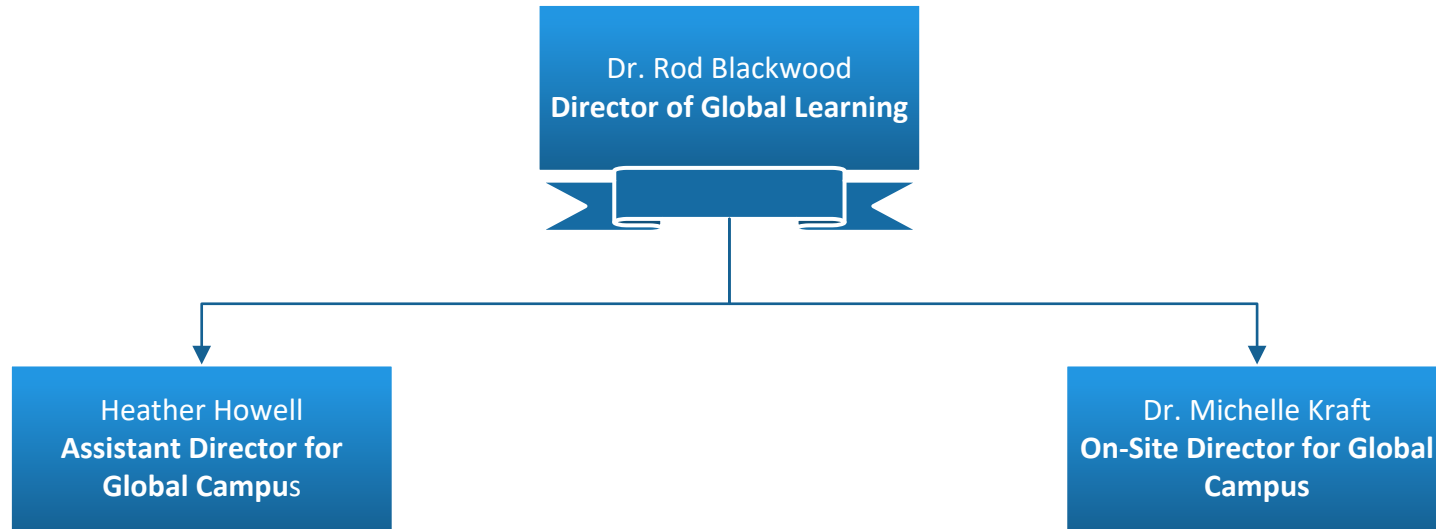 Dr. Rod Blackwood
Director of Global Learning
Heather Howell
Assistant Director for
Global Campus
Dr. Michelle Kraft
On-Site Director for Global
Campus